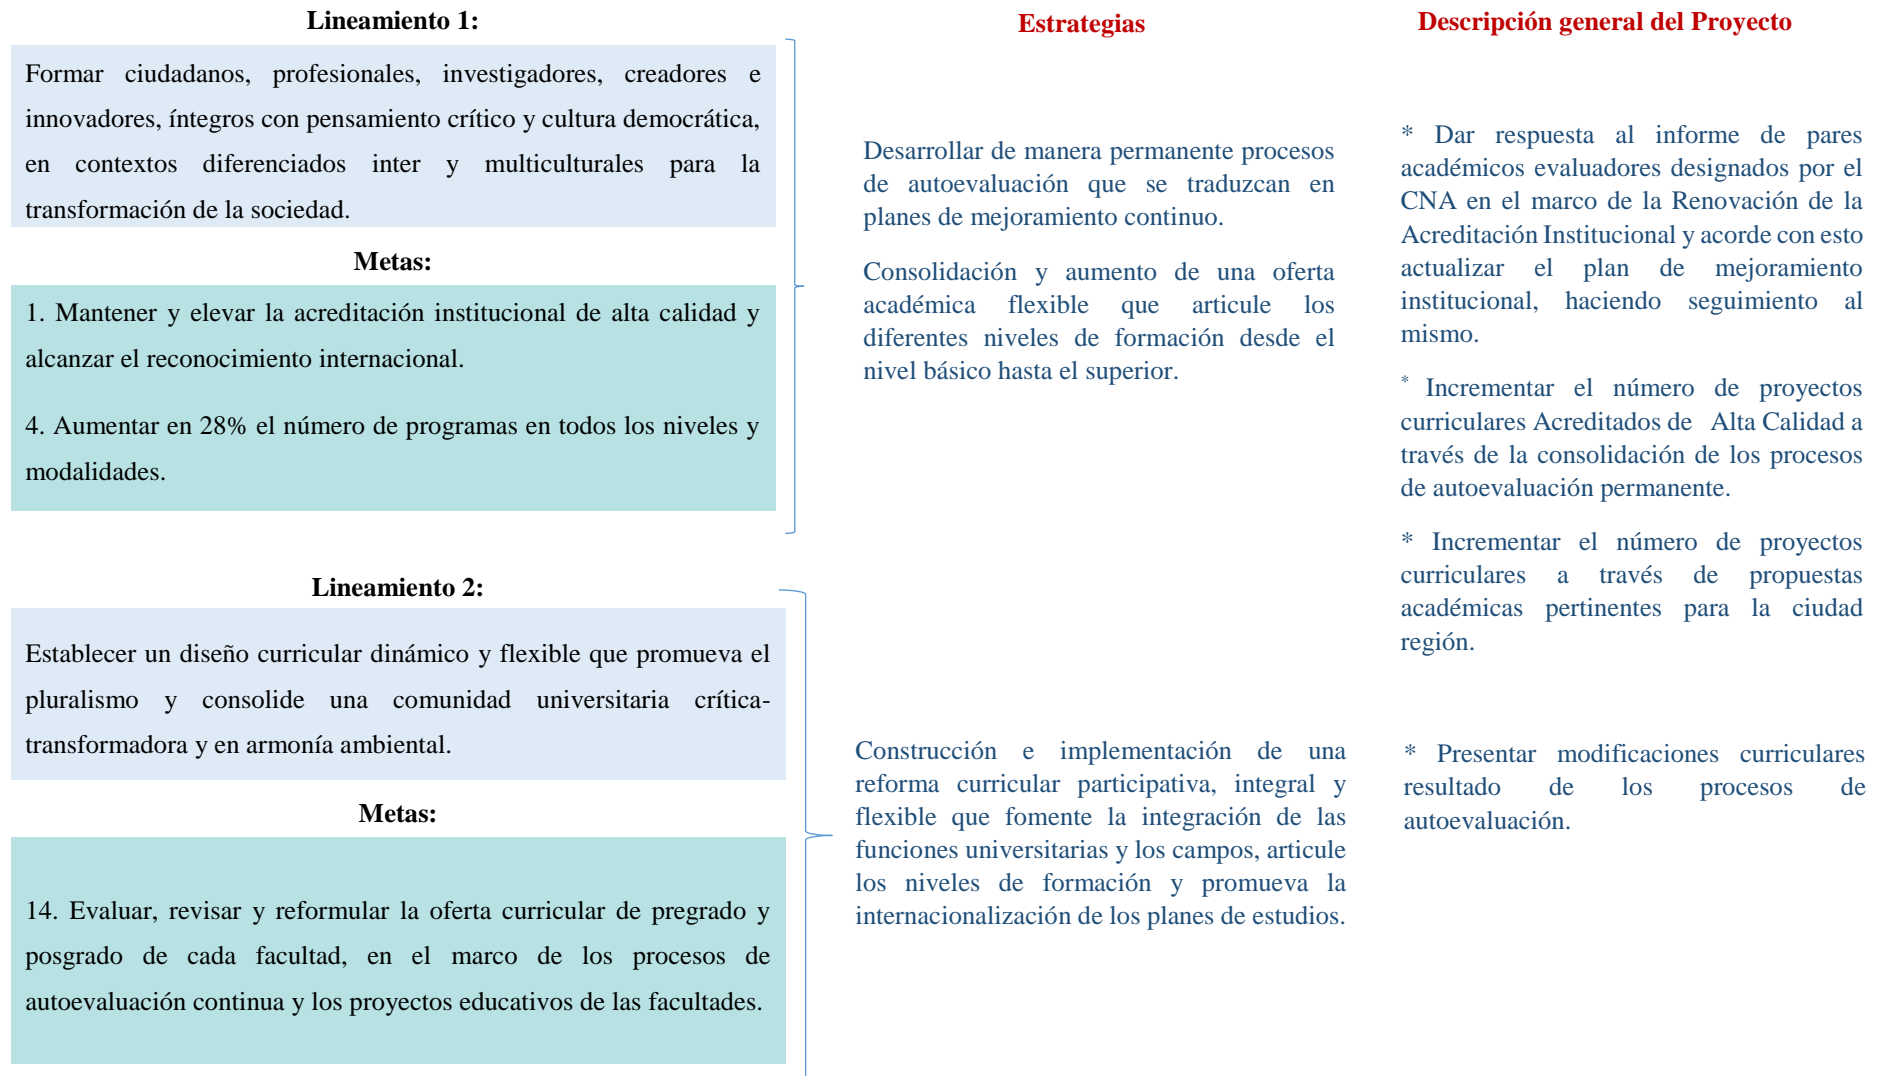 Lineamiento 1:
Formar ciudadanos, profesionales, investigadores, creadores e
innovadores, íntegros con pensamiento crítico y cultura democrática,
en contextos diferenciados inter y multiculturales para la
transformación de la sociedad.
Metas:
1. Mantener y elevar la acreditación institucional de alta calidad y
alcanzar el reconocimiento internacional.
4. Aumentar en 28% el número de programas en todos los niveles y
modalidades.
Lineamiento 2:
Establecer un diseño curricular dinámico y flexible que promueva el
pluralismo y consolide una comunidad universitaria crítica-
transformadora y en armonía ambiental.
Metas:
14. Evaluar, revisar y reformular la oferta curricular de pregrado y
posgrado de cada facultad, en el marco de los procesos de
autoevaluación continua y los proyectos educativos de las facultades.
Estrategias
Desarrollar de manera permanente procesos
de autoevaluación que se traduzcan en
planes de mejoramiento continuo.
Consolidación y aumento de una oferta
académica flexible que articule los
diferentes niveles de formación desde el
nivel básico hasta el superior.
Construcción e implementación de una
reforma curricular participativa, integral y
flexible que fomente la integración de las
funciones universitarias y los campos, articule
los niveles de formación y promueva la
internacionalización de los planes de estudios.
Descripción general del Proyecto
* Dar respuesta al informe de pares
académicos evaluadores designados por el
CNA en el marco de la Renovación de la
Acreditación Institucional y acorde con esto
actualizar el plan de mejoramiento
institucional, haciendo seguimiento al
mismo.
* Incrementar el número de proyectos
curriculares Acreditados de Alta Calidad a
través de la consolidación de los procesos
de autoevaluación permanente.
* Incrementar el número de proyectos
curriculares a través de propuestas
académicas pertinentes para la ciudad
región.
* Presentar modificaciones curriculares
resultado de los procesos de
autoevaluación.